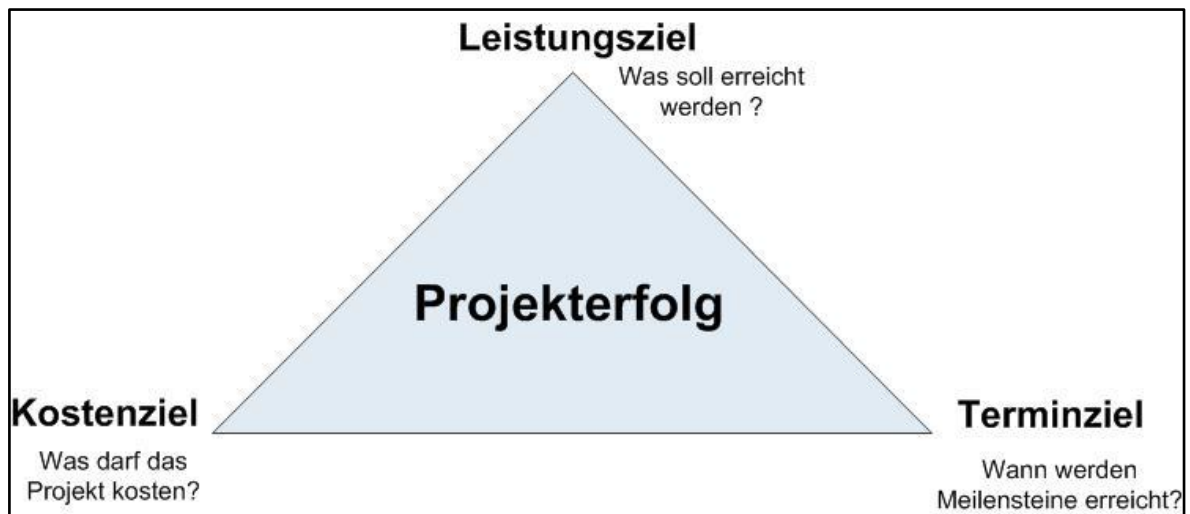 Leistungsziel
Was soll erreicht
werden ?
Projekterfolg
Kostenziel
Was darf das
Projekt kosten?
Terminziel
Wann werden
Meilensteine erreicht?